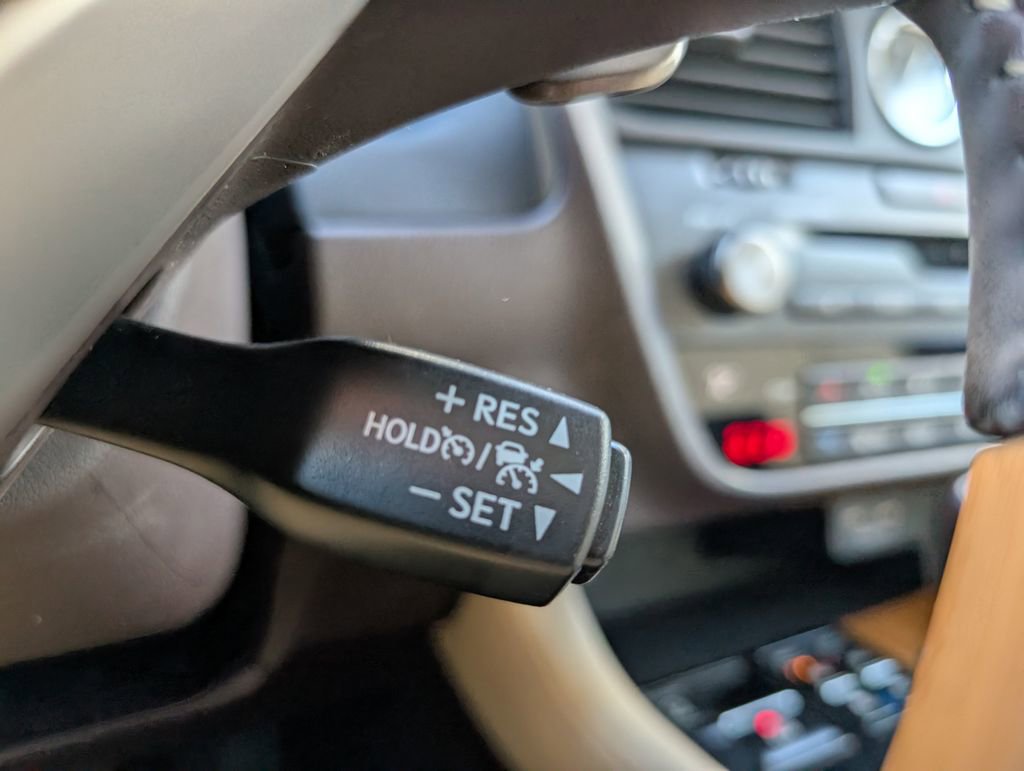 + RES ▲
HOLD / ◀
− SET ▼